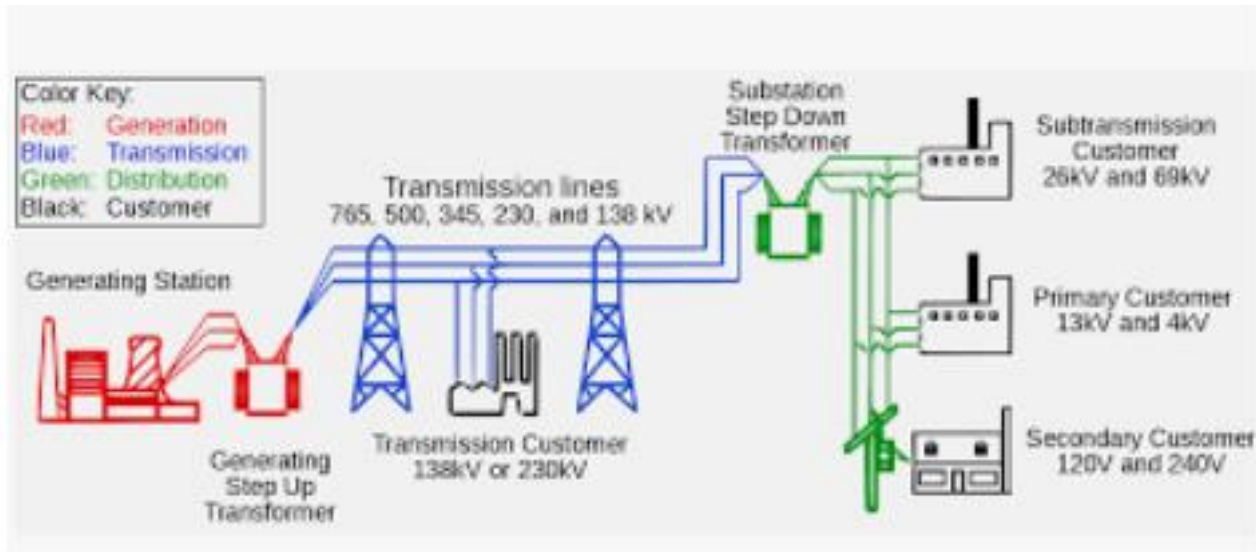 Color Key:
Red: Generation
Blue: Transmission
Green: Distribution
Black: Customer
Generating Station
Generating
Step Up
Transformer
Transmission lines
765, 500, 345, 230, and 138 kV
Transmission Customer
138kV or 230kV
Substation
Step Down
Transformer
Subtransmission
Customer
26kV and 69kV
Primary Customer
13kV and 4kV
Secondary Customer
120V and 240V